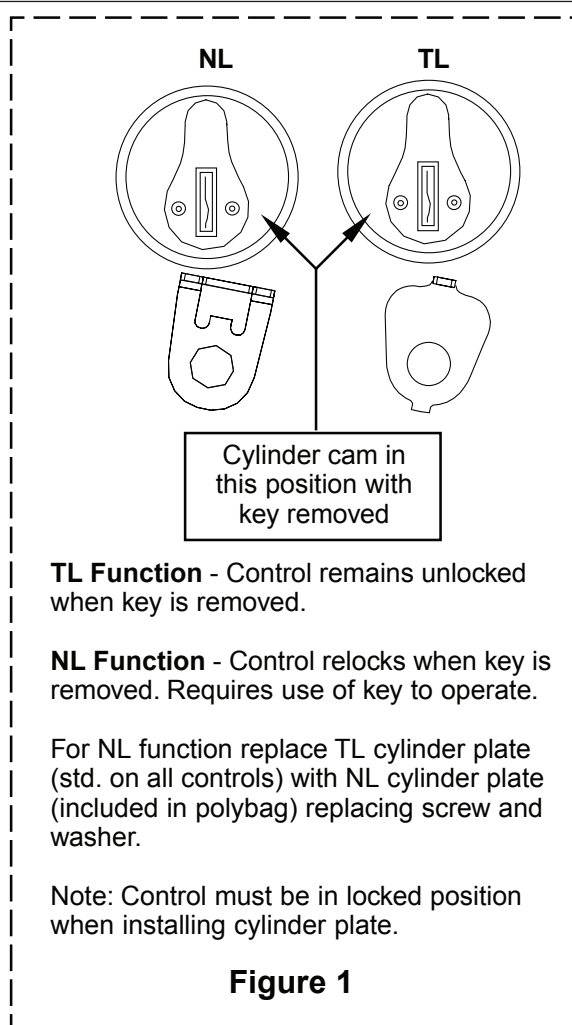 NL TL
Cylinder cam in
this position with
key removed
TL Function - Control remains unlocked
when key is removed.
NL Function - Control relocks when key is
removed. Requires use of key to operate.
For NL function replace TL cylinder plate
(std. on all controls) with NL cylinder plate
(included in polybag) replacing screw and
washer.
Note: Control must be in locked position
when installing cylinder plate.
Figure 1